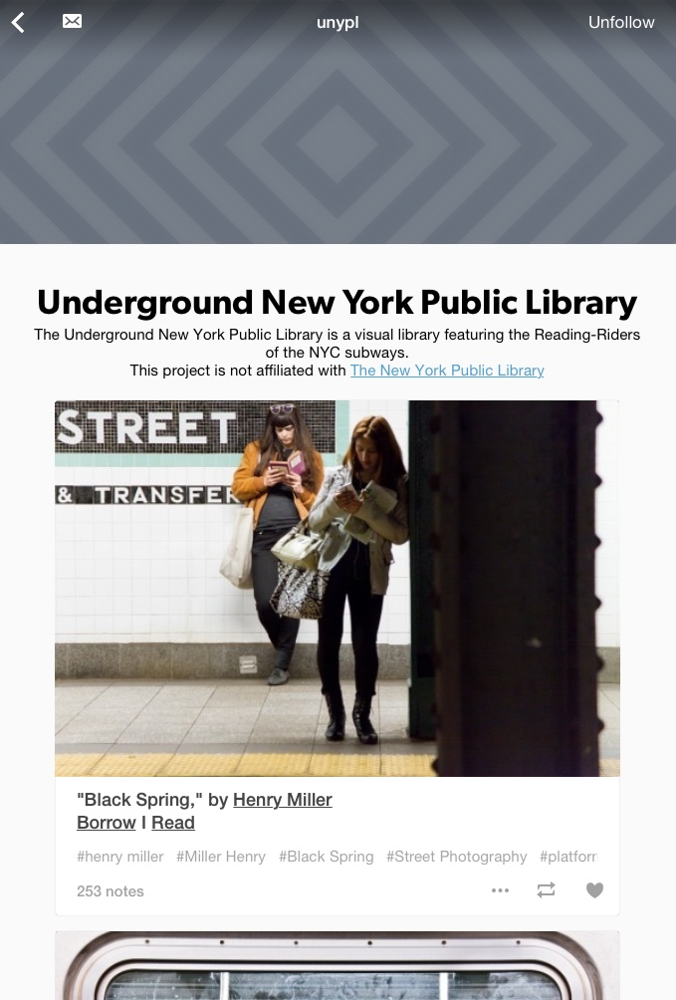 unypl
Unfollow
Underground New York Public Library
The Underground New York Public Library is a visual library featuring the Reading-Riders
of the NYC subways.
This project is not affiliated with The New York Public Library
STREET
& TRANSFER
"Black Spring," by Henry Miller
Borrow I Read
#henry miller #Miller Henry #Black Spring #Street Photography #platforr
253 notes